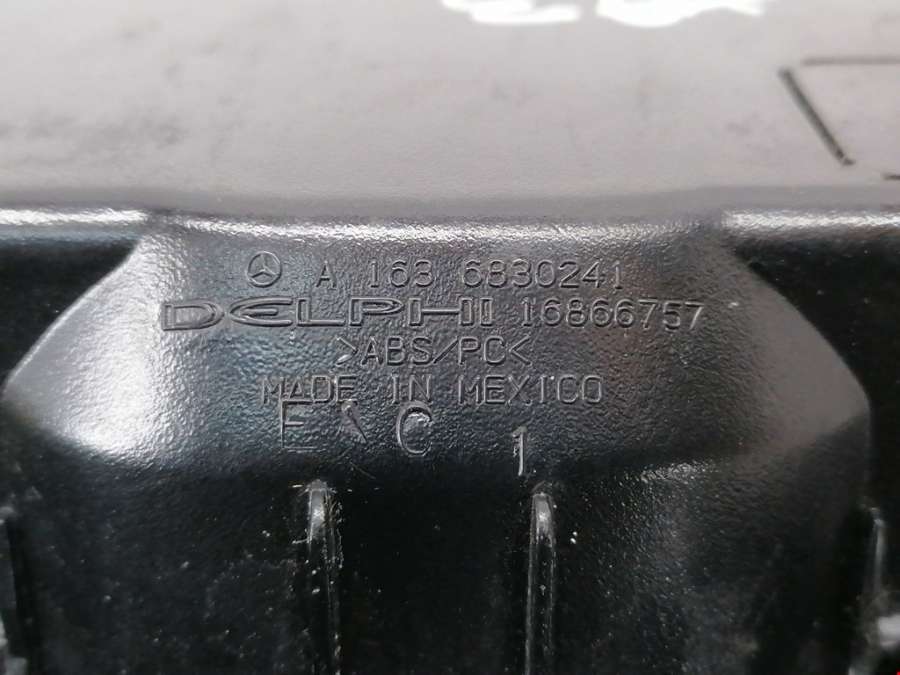 A 163 6830241
DELPHI 16866757
>ABS/PC<
MADE IN MEXICO
1